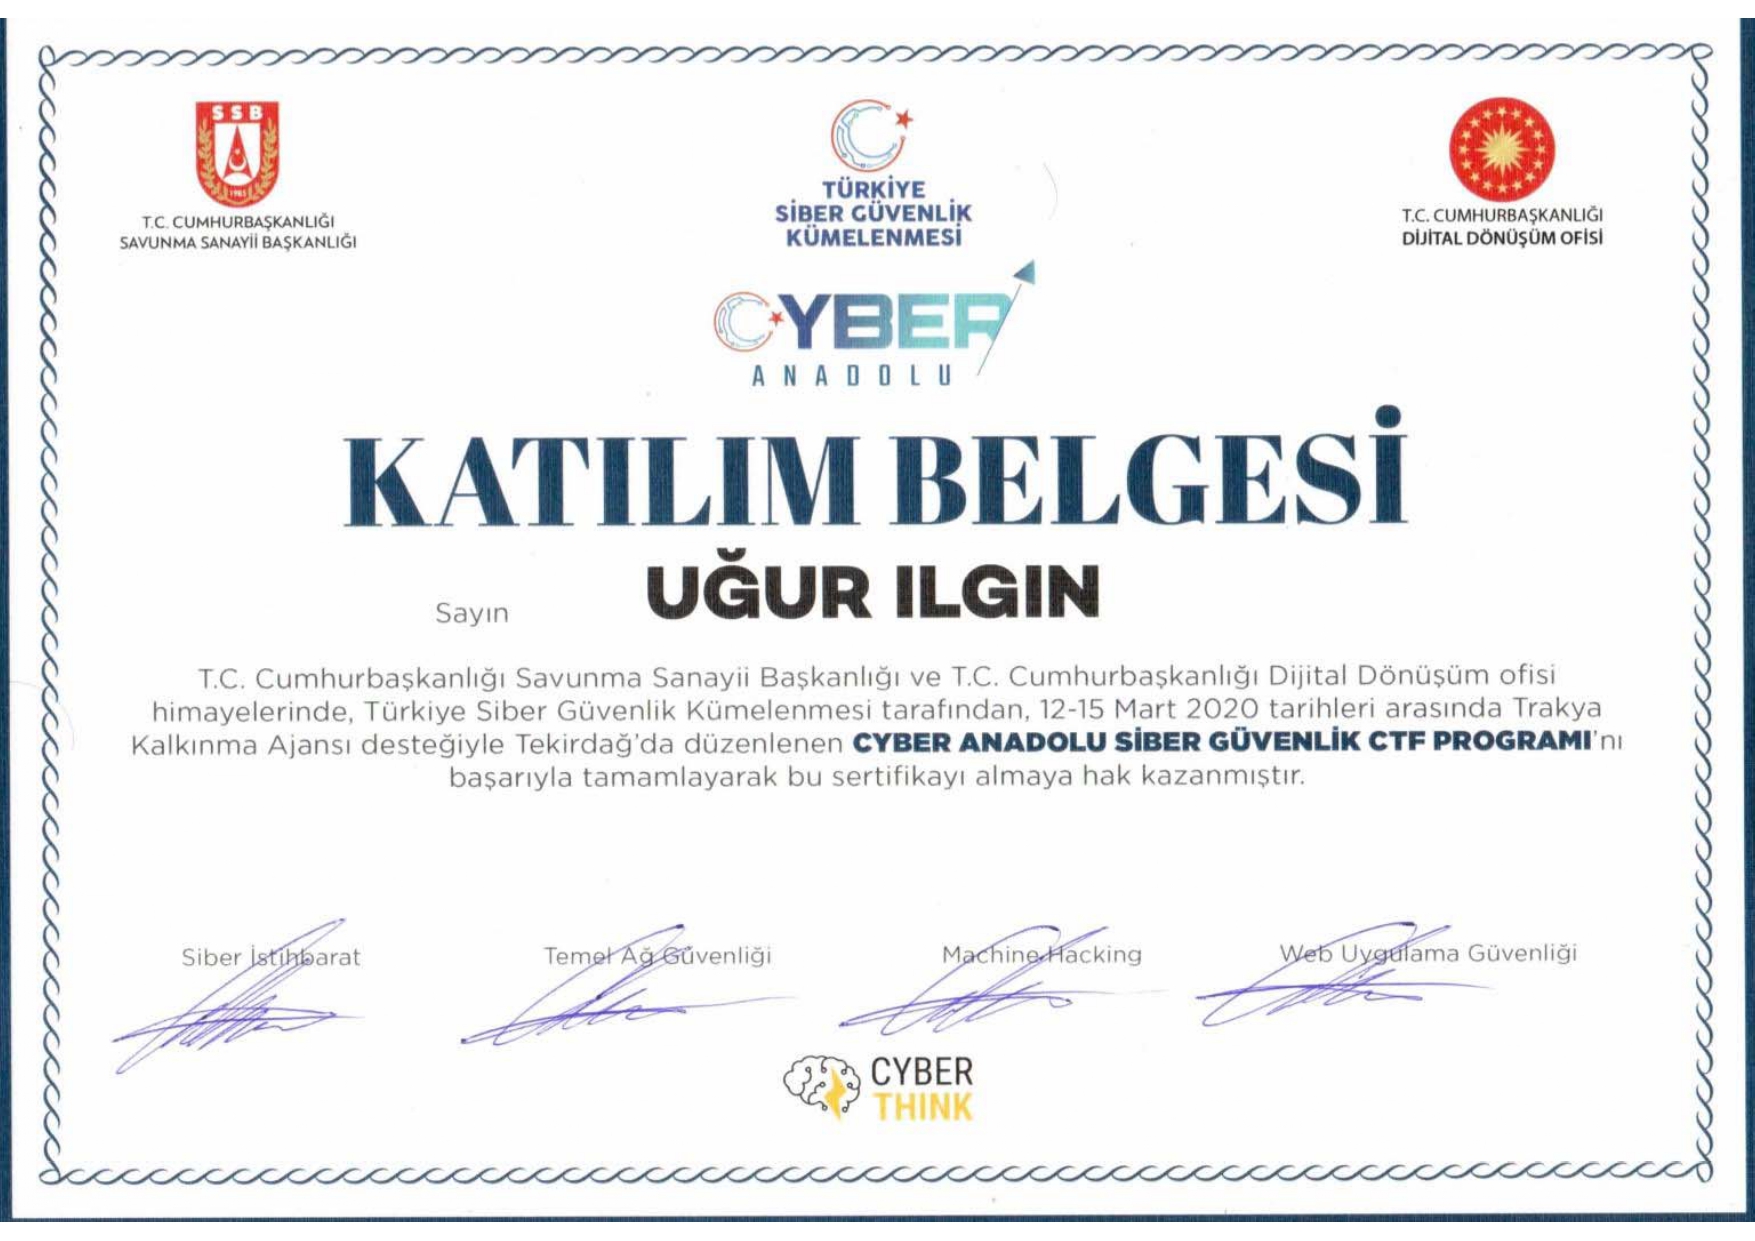 SSB
1985
T.C. CUMHURBAŞKANLIĞI
SAVUNMA SANAYİİ BAŞKANLIĞI
TÜRKİYE
SİBER GÜVENLİK
KÜMELENMESİ
T.C. CUMHURBAŞKANLIĞI
DİJİTAL DÖNÜŞÜM OFİSİ
CYBER
ANADOLU
KATILIM BELGESİ
Sayın UĞUR ILGIN
T.C. Cumhurbaşkanlığı Savunma Sanayii Başkanlığı ve T.C. Cumhurbaşkanlığı Dijital Dönüşüm ofisi
himayelerinde, Türkiye Siber Güvenlik Kümelenmesi tarafından, 12-15 Mart 2020 tarihleri arasında Trakya
Kalkınma Ajansı desteğiyle Tekirdağ'da düzenlenen CYBER ANADOLU SİBER GÜVENLİK CTF PROGRAMI'nı
başarıyla tamamlayarak bu sertifikayı almaya hak kazanmıştır.
Siber İstihbarat Temel Ağ Güvenliği Machine Hacking Web Uygulama Güvenliği
CYBER
THINK